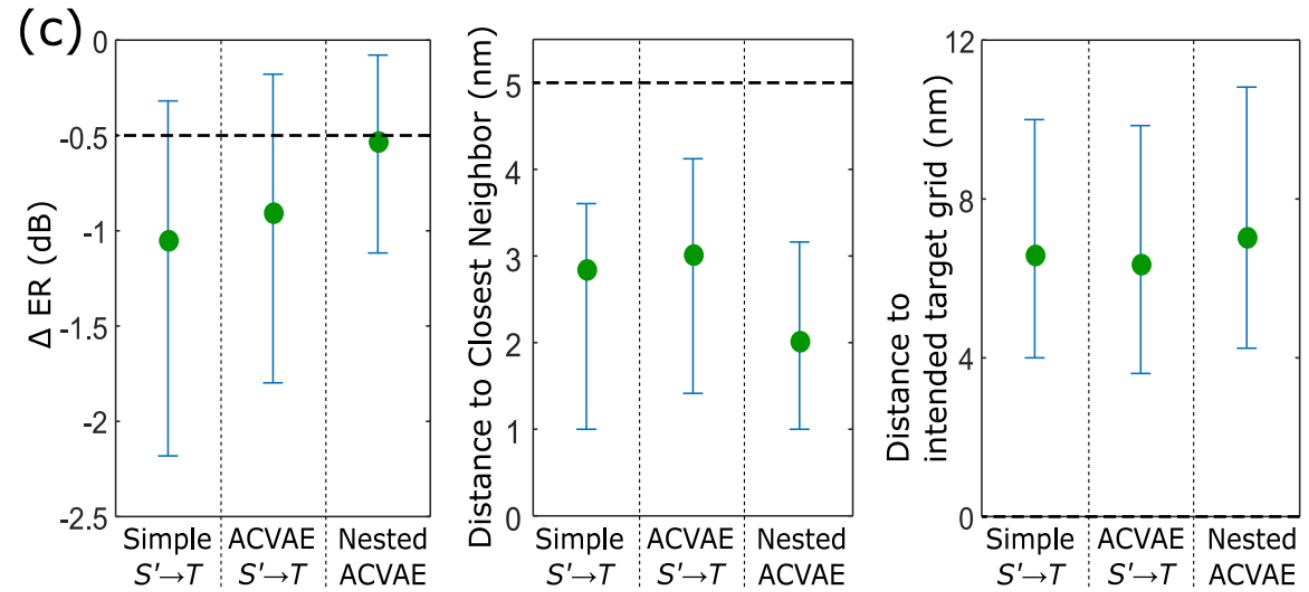 (c)
Δ ER (dB)
0
-0.5
-1
-1.5
-2
-2.5
Simple
S'→T
ACVAE
S'→T
Nested
ACVAE
Distance to Closest Neighbor (nm)
5
4
3
2
1
0
Simple
S'→T
ACVAE
S'→T
Nested
ACVAE
Distance to
intended target grid (nm)
12
8
4
0
Simple
S'→T
ACVAE
S'→T
Nested
ACVAE